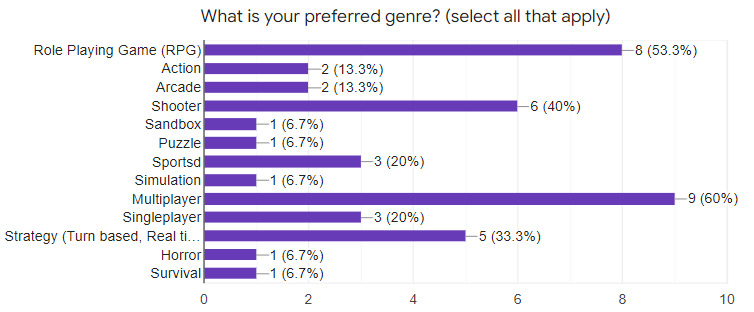 What is your preferred genre? (select all that apply)
Role Playing Game (RPG) 8 (53.3%)
Action 2 (13.3%)
Arcade 2 (13.3%)
Shooter 6 (40%)
Sandbox 1 (6.7%)
Puzzle 1 (6.7%)
Sportsd 3 (20%)
Simulation 1 (6.7%)
Multiplayer 9 (60%)
Singleplayer 3 (20%)
Strategy (Turn based, Real ti... 5 (33.3%)
Horror 1 (6.7%)
Survival 1 (6.7%)
0 2 4 6 8 10